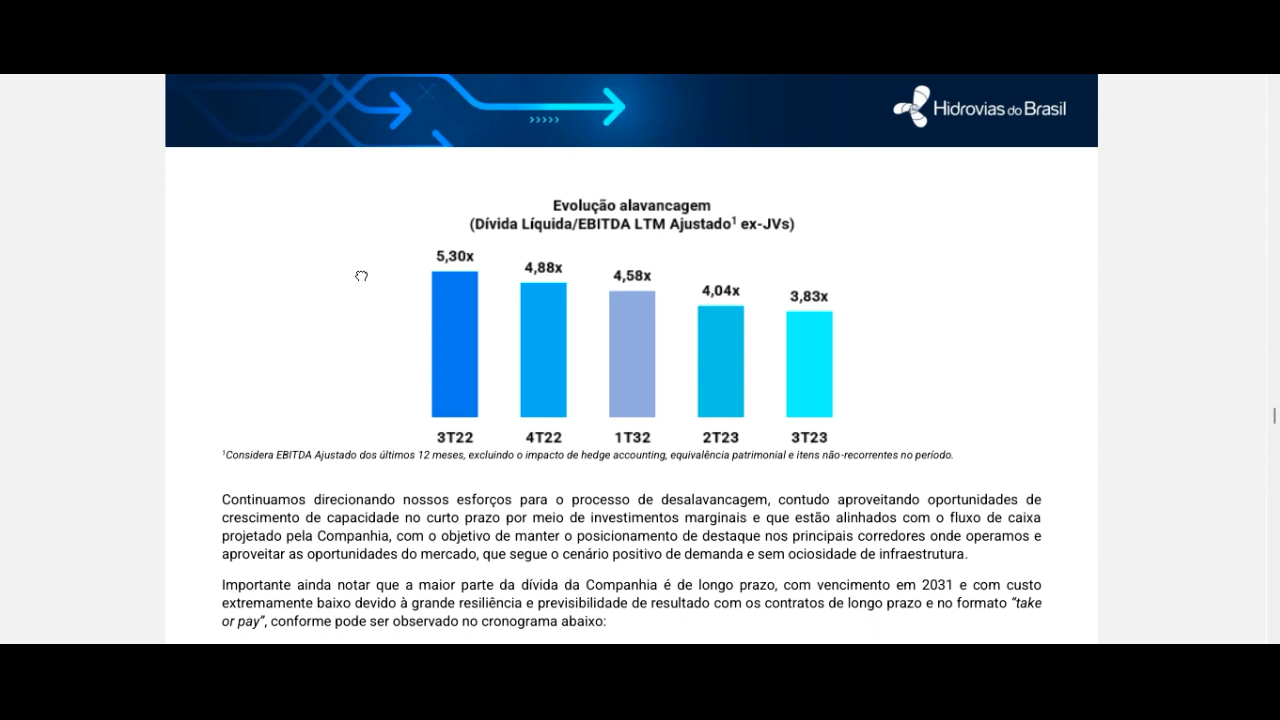 Hidrovias do Brasil
Evolução alavancagem
(Dívida Líquida/EBITDA LTM Ajustado¹ ex-JVs)
5,30x
4,88x
4,58x
4,04x
3,83x
3T22
4T22
1T32
2T23
3T23
¹Considera EBITDA Ajustado dos últimos 12 meses, excluindo o impacto de hedge accounting, equivalência patrimonial e itens não-recorrentes no período.
Continuamos direcionando nossos esforços para o processo de desalavancagem, contudo aproveitando oportunidades de
crescimento de capacidade no curto prazo por meio de investimentos marginais e que estão alinhados com o fluxo de caixa
projetado pela Companhia, com o objetivo de manter o posicionamento de destaque nos principais corredores onde operamos e
aproveitar as oportunidades do mercado, que segue o cenário positivo de demanda e sem ociosidade de infraestrutura.
Importante ainda notar que a maior parte da dívida da Companhia é de longo prazo, com vencimento em 2031 e com custo
extremamente baixo devido à grande resiliência e previsibilidade de resultado com os contratos de longo prazo e no formato “take
or pay”, conforme pode ser observado no cronograma abaixo: